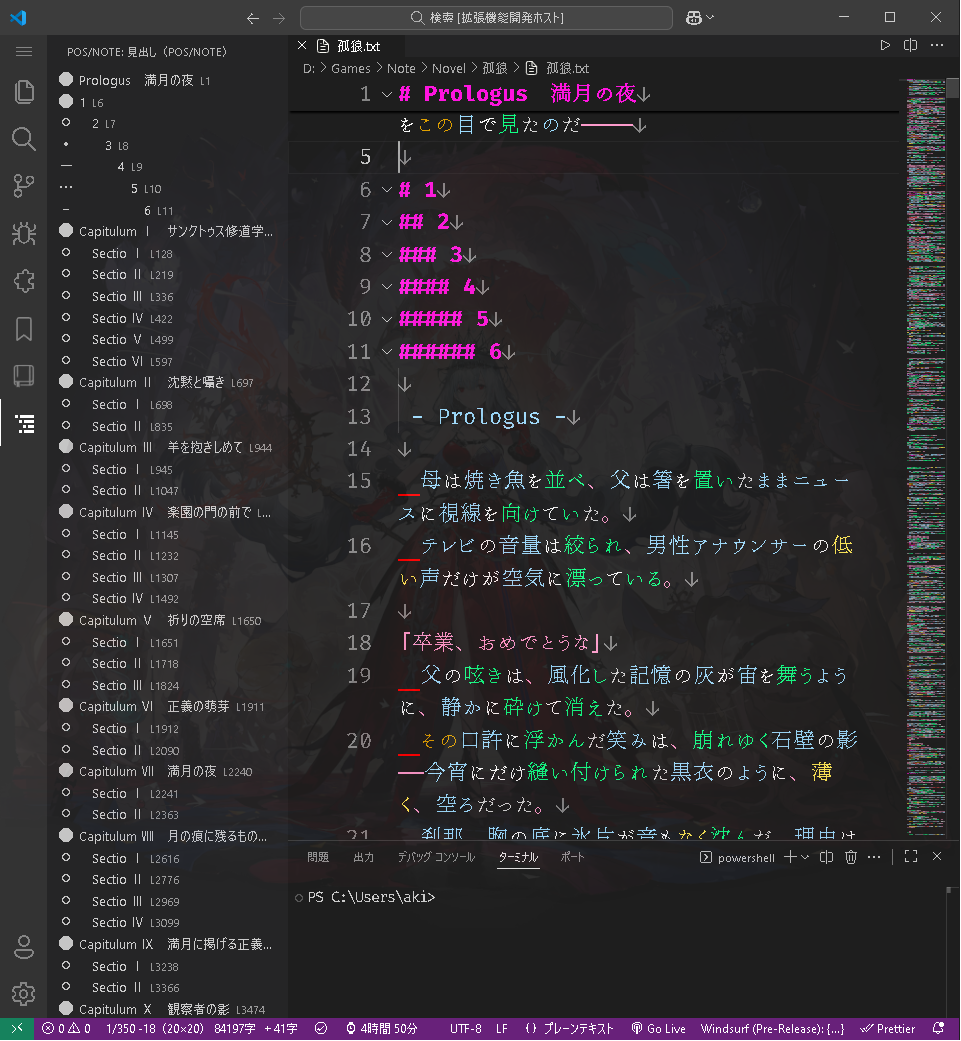 検索 [拡張機能開発ホスト]
POS/NOTE: 見出し (POS/NOTE)
Prologus　満月の夜 L1
1 L6
2 L7
3 L8
4 L9
5 L10
6 L11
Capitulum Ⅰ　サンクトゥス修道学...
Sectio Ⅰ L128
Sectio Ⅱ L219
Sectio Ⅲ L336
Sectio Ⅳ L422
Sectio Ⅴ L499
Sectio Ⅵ L597
Capitulum Ⅱ　沈黙と囁き L697
Sectio Ⅰ L698
Sectio Ⅱ L835
Capitulum Ⅲ　羊を抱きしめて L944
Sectio Ⅰ L945
Sectio Ⅱ L1047
Capitulum Ⅳ　楽園の門の前で L...
Sectio Ⅰ L1145
Sectio Ⅱ L1232
Sectio Ⅲ L1307
Sectio Ⅳ L1492
Capitulum Ⅴ　祈りの空席 L1650
Sectio Ⅰ L1651
Sectio Ⅱ L1718
Sectio Ⅲ L1824
Capitulum Ⅵ　正義の萌芽 L1911
Sectio Ⅰ L1912
Sectio Ⅱ L2090
Capitulum Ⅶ　満月の夜 L2240
Sectio Ⅰ L2241
Sectio Ⅱ L2363
Capitulum Ⅷ　月の痕に残るもの...
Sectio Ⅰ L2616
Sectio Ⅱ L2776
Sectio Ⅲ L2969
Sectio Ⅳ L3099
Capitulum Ⅸ　満月に掲げる正義...
Sectio Ⅰ L3238
Sectio Ⅱ L3366
Capitulum Ⅹ　観察者の影 L3474
孤狼.txt
D: > Games > Note > Novel > 孤狼 > 孤狼.txt
1 # Prologus　満月の夜↓
をこの目で見たのだ――↓
5 ↓
6 # 1↓
7 ## 2↓
8 ### 3↓
9 #### 4↓
10 ##### 5↓
11 ###### 6↓
12 ↓
13 - Prologus -↓
14 ↓
15 　母は焼き魚を並べ、父は箸を置いたままニュー
スに視線を向けていた。↓
16 　テレビの音量は絞られ、男性アナウンサーの低
い声だけが空気に漂っている。↓
17 ↓
18 「卒業、おめでとうな」↓
19 　父の呟きは、風化した記憶の灰が宙を舞うよう
に、静かに砕けて消えた。↓
20 　その口許に浮かんだ笑みは、崩れゆく石壁の影
―今宵にだけ縫い付けられた黒衣のように、薄
く、空ろだった。↓
21 　刹那、胸の底に氷片が音もなく沈んだ。理由は
問題 出力 デバッグ コンソール ターミナル ポート
powershell
PS C:\Users\aki>
0 0 1/350 -18（20×20） 84197字 +41字 4時間 50分 UTF-8 LF {} プレーンテキスト Go Live Windsurf (Pre-Release): {...} Prettier